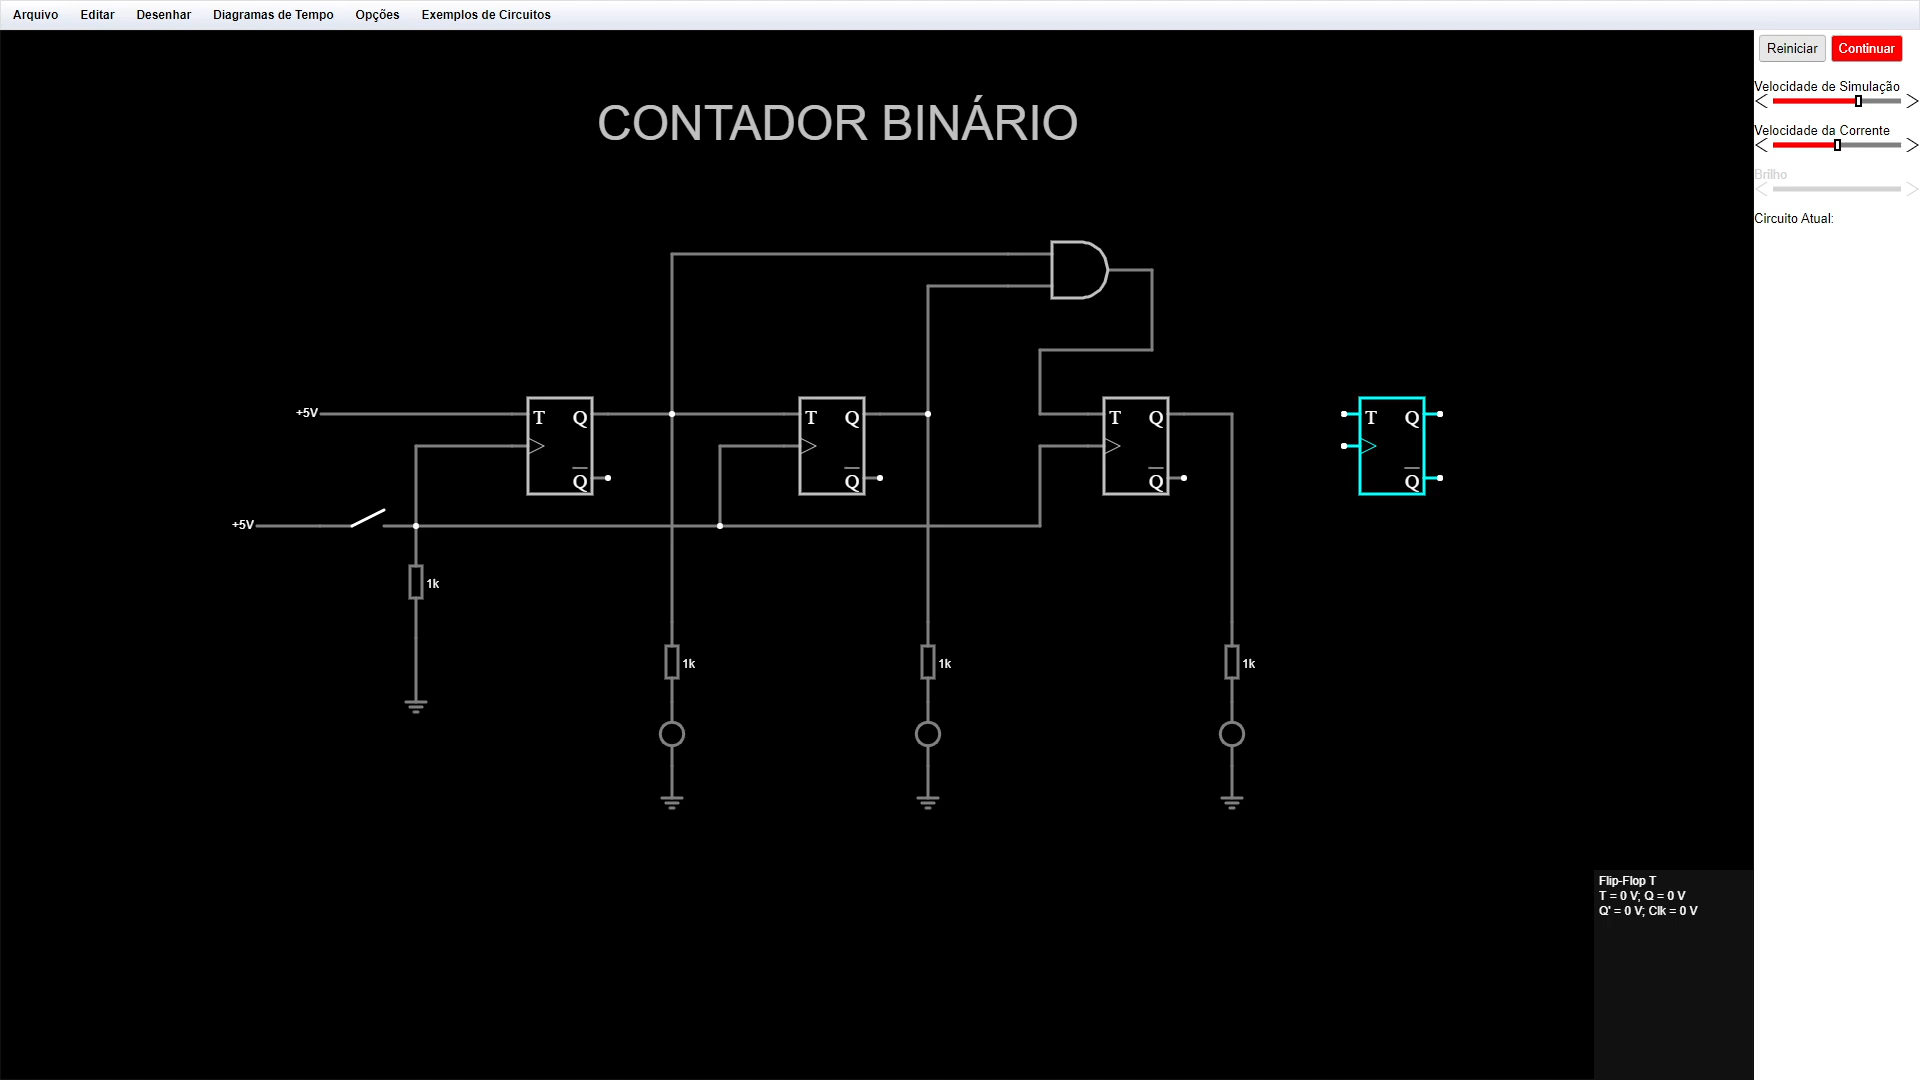 Arquivo Editar Desenhar Diagramas de Tempo Opções Exemplos de Circuitos
Reiniciar Continuar
Velocidade de Simulação
Velocidade da Corrente
Brilho
Circuito Atual:
CONTADOR BINÁRIO
+5V T Q T Q T Q T Q
Q Q Q Q
+5V
1k
1k 1k 1k
Flip-Flop T
T = 0 V; Q = 0 V
Q' = 0 V; Clk = 0 V